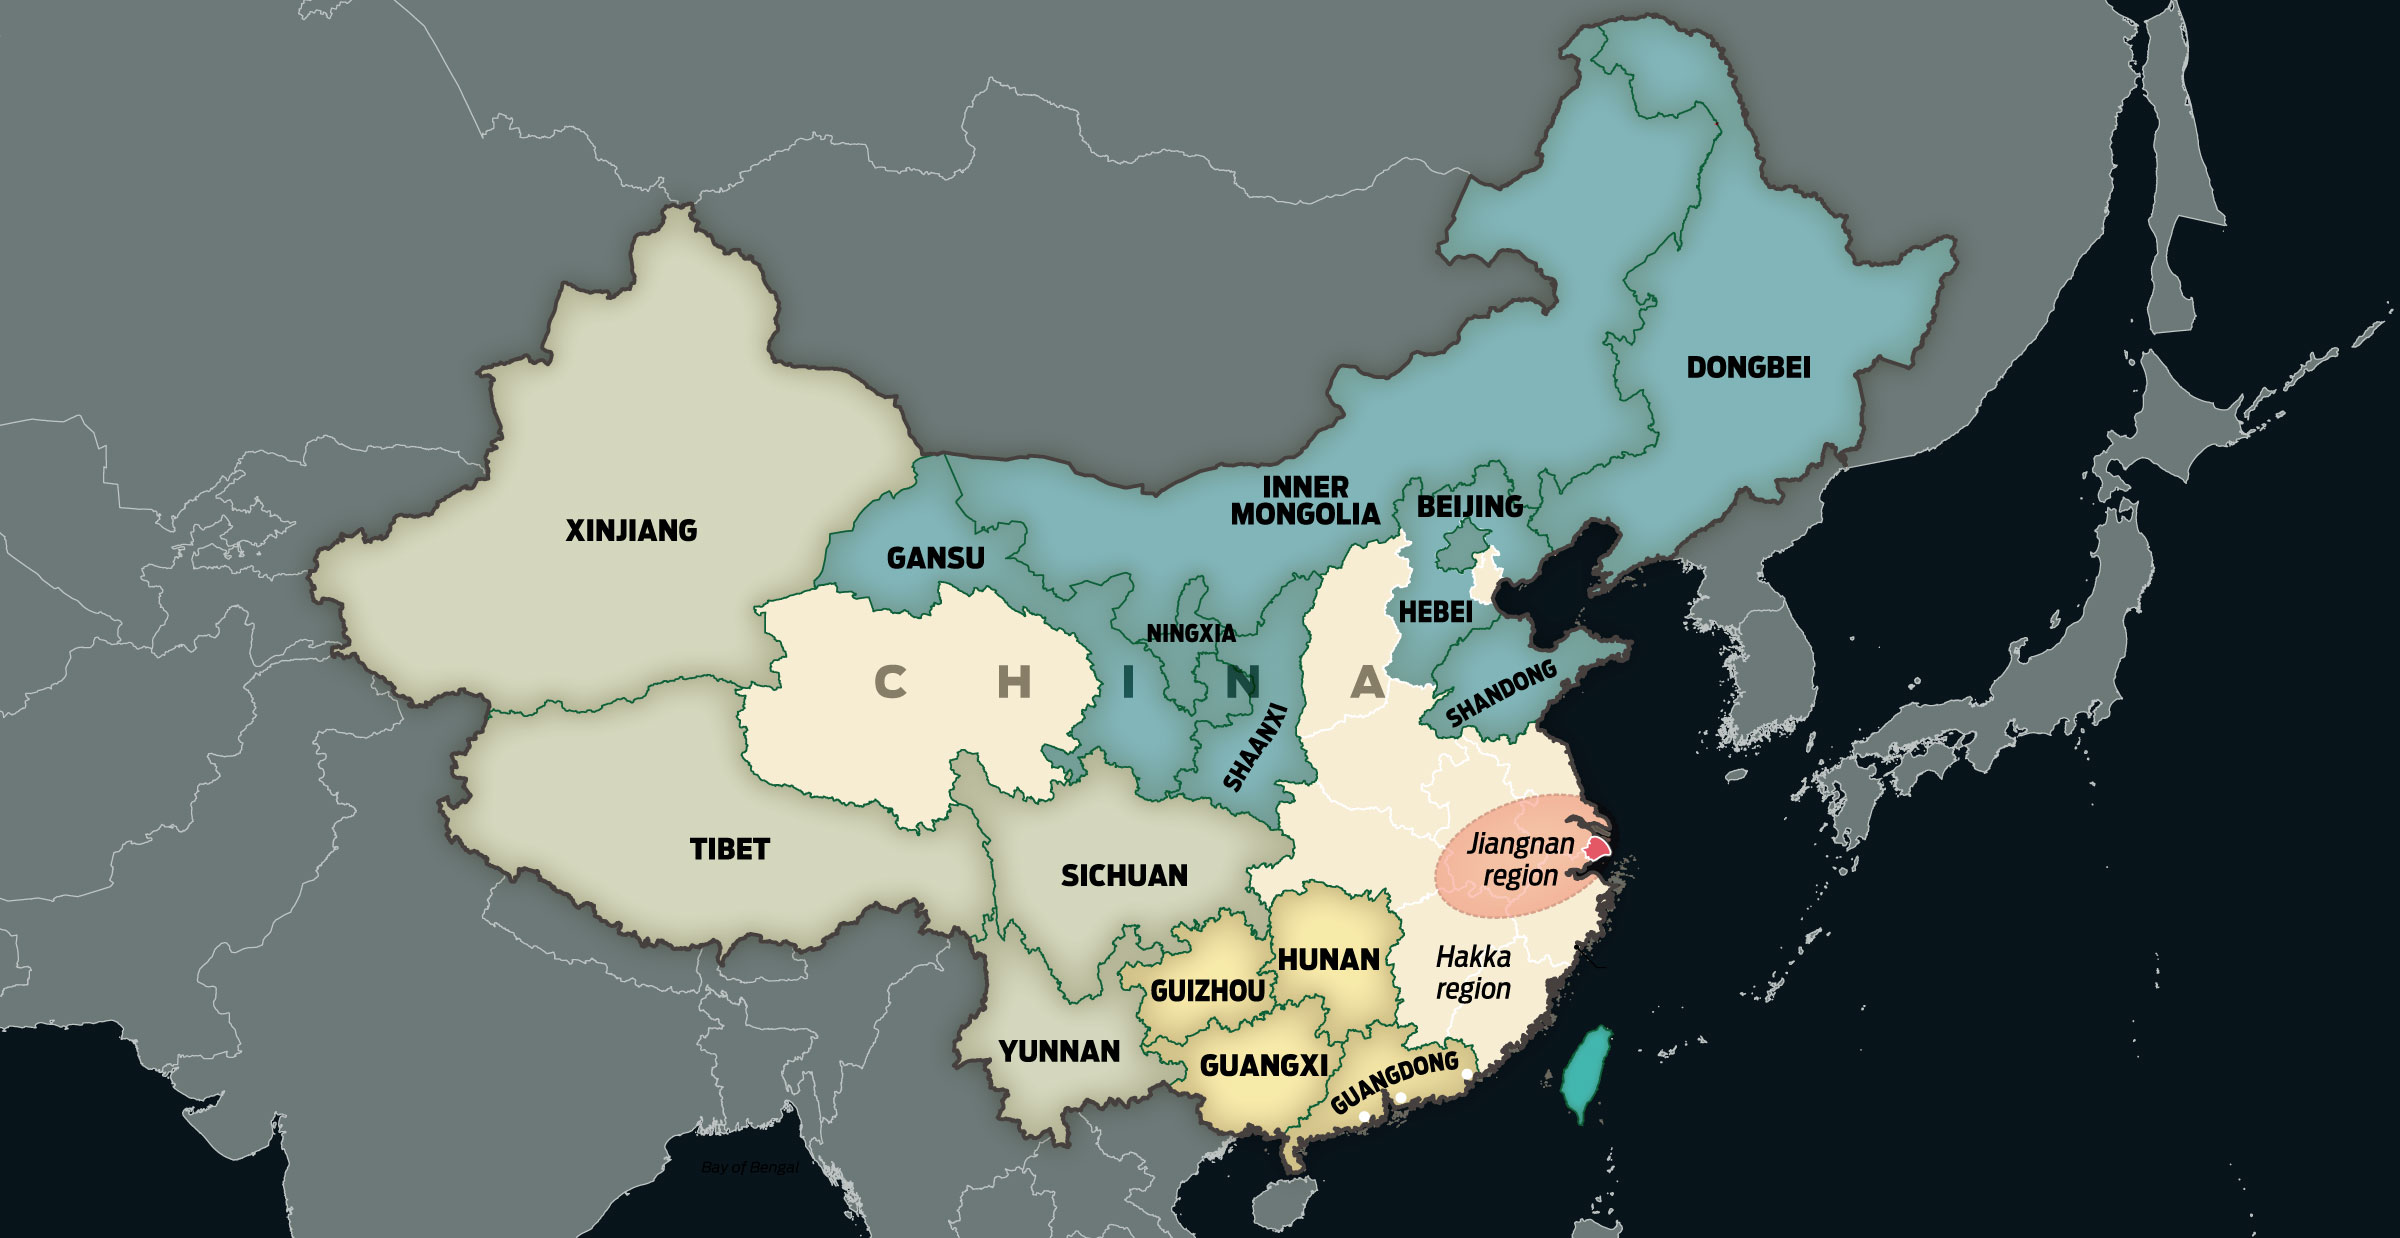 DONGBEI
INNER
MONGOLIA
BEIJING
XINJIANG
GANSU
HEBEI
NINGXIA
CHINA
SHANDONG
SHAANXI
TIBET
Jiangnan
region
SICHUAN
HUNAN
Hakka
region
GUIZHOU
YUNNAN
GUANGXI
GUANGDONG
Bay of Bengal